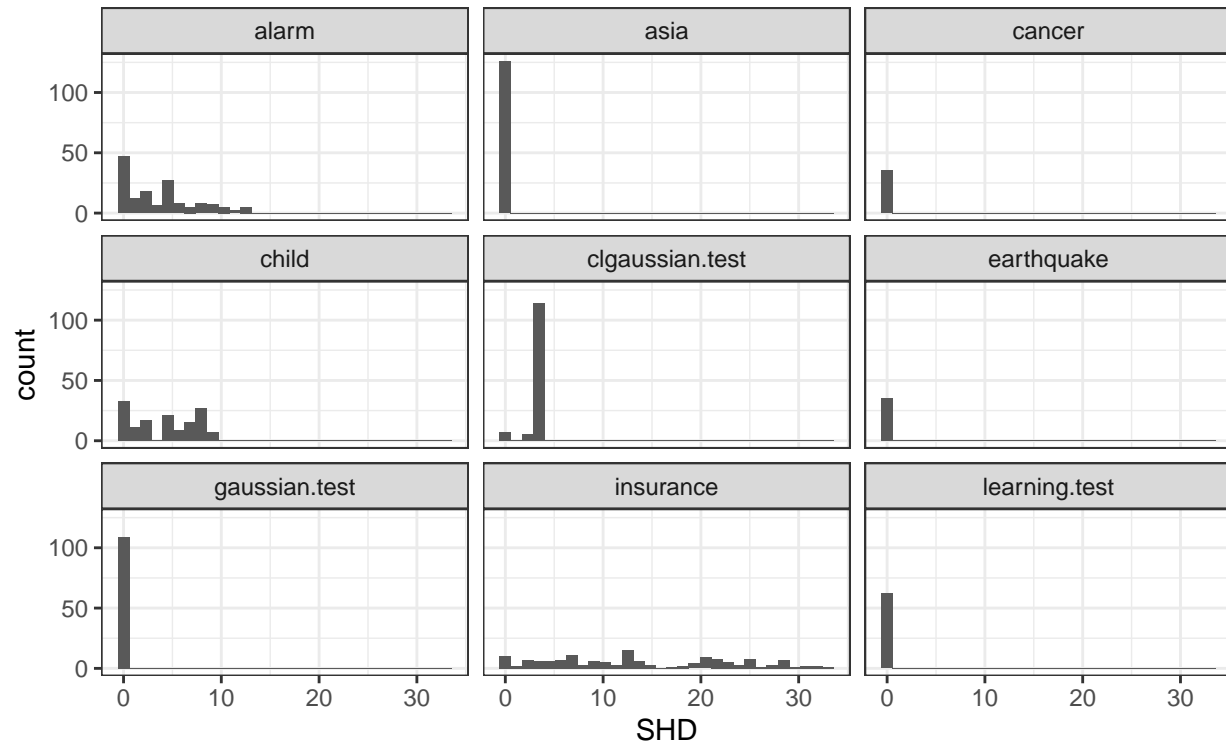 alarm
asia
cancer
100
50
0
child
clgaussian.test
earthquake
100
50
0
count
gaussian.test
insurance
learning.test
100
50
0
0 10 20 30
0 10 20 30
0 10 20 30
SHD